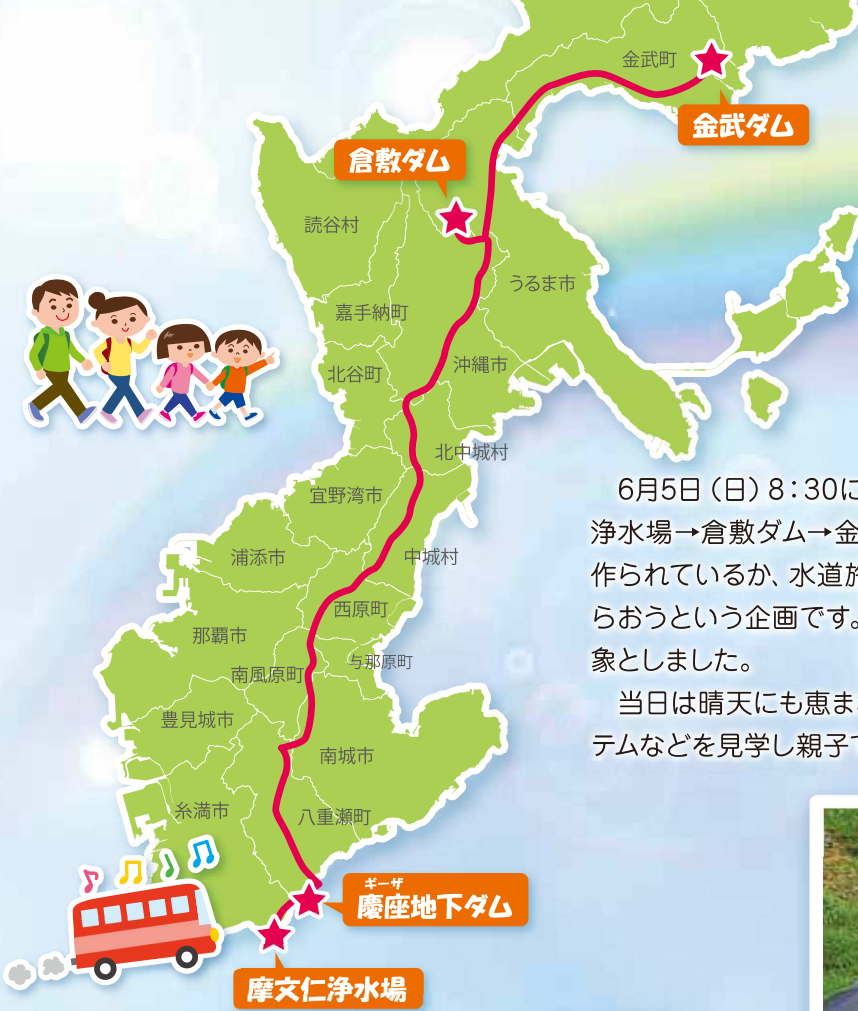 金武町
金武ダム
倉敷ダム
読谷村
うるま市
嘉手納町
沖縄市
北谷町
北中城村
宜野湾市
浦添市
中城村
西原町
那覇市
与那原町
南風原町
豊見城市
南城市
糸満市
八重瀬町
ギーザ
慶座地下ダム
摩文仁浄水場
6月5日（日）8：30に
浄水場→倉敷ダム→金
作られているか、水道施
らおうという企画です。
象としました。
当日は晴天にも恵ま
テムなどを見学し親子で